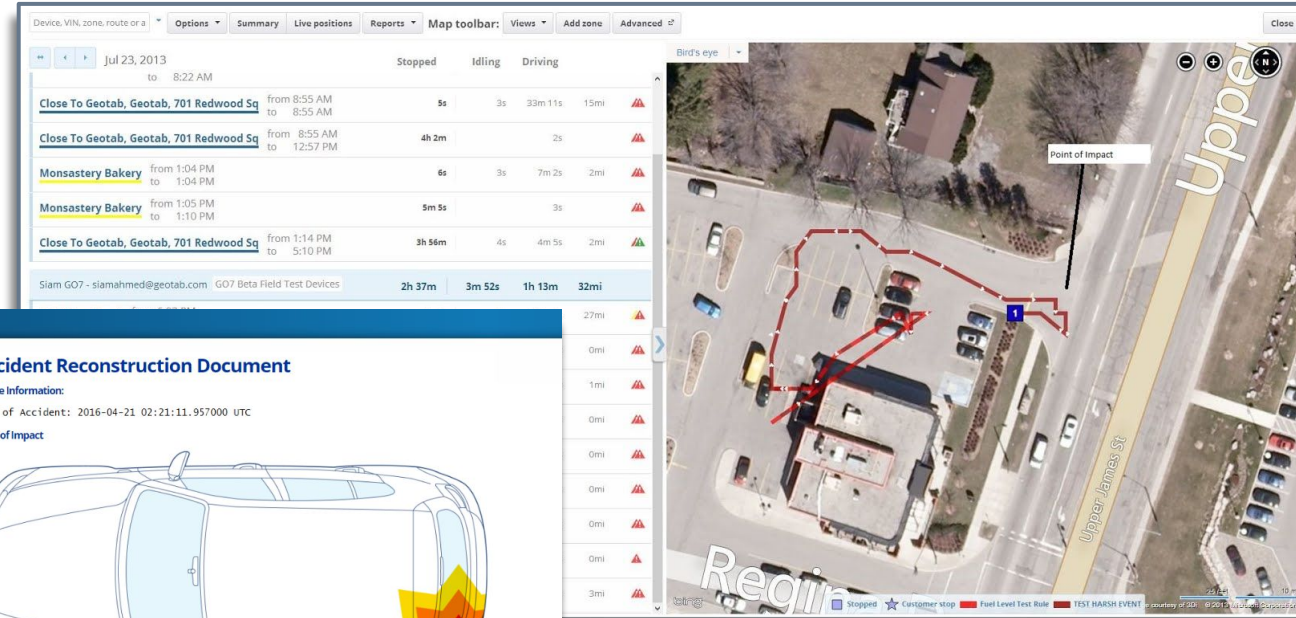 Device, VIN, zone, route or a Options Summary Live positions Reports Map toolbar: Views Add zone Advanced Close
Jul 23, 2013 Stopped Idling Driving
to 8:22 AM
Close To Geotab, Geotab, 701 Redwood Sq from 8:55 AM 5s 3s 33m 11s 15mi
to 8:55 AM
Close To Geotab, Geotab, 701 Redwood Sq from 8:55 AM 4h 2m 2s
to 12:57 PM
Monsastery Bakery from 1:04 PM 6s 3s 7m 2s 2mi
to 1:04 PM
Monsastery Bakery from 1:05 PM 5m 5s 3s
to 1:10 PM
Close To Geotab, Geotab, 701 Redwood Sq from 1:14 PM 3h 56m 4s 4m 5s 2mi
to 5:10 PM
Siam GO7 - siamahmed@geotab.com GO7 Beta Field Test Devices 2h 37m 3m 52s 1h 13m 32mi
27mi
0mi
1mi
0mi
0mi
0mi
0mi
0mi
3mi
cident Reconstruction Document
e Information:
of Accident: 2016-04-21 02:21:11.957000 UTC
of Impact
Bird's eye
N
Upper
Point of Impact
1
Upper James St
Regin
bing
Stopped Customer stop Fuel Level Test Rule TEST HARSH EVENT